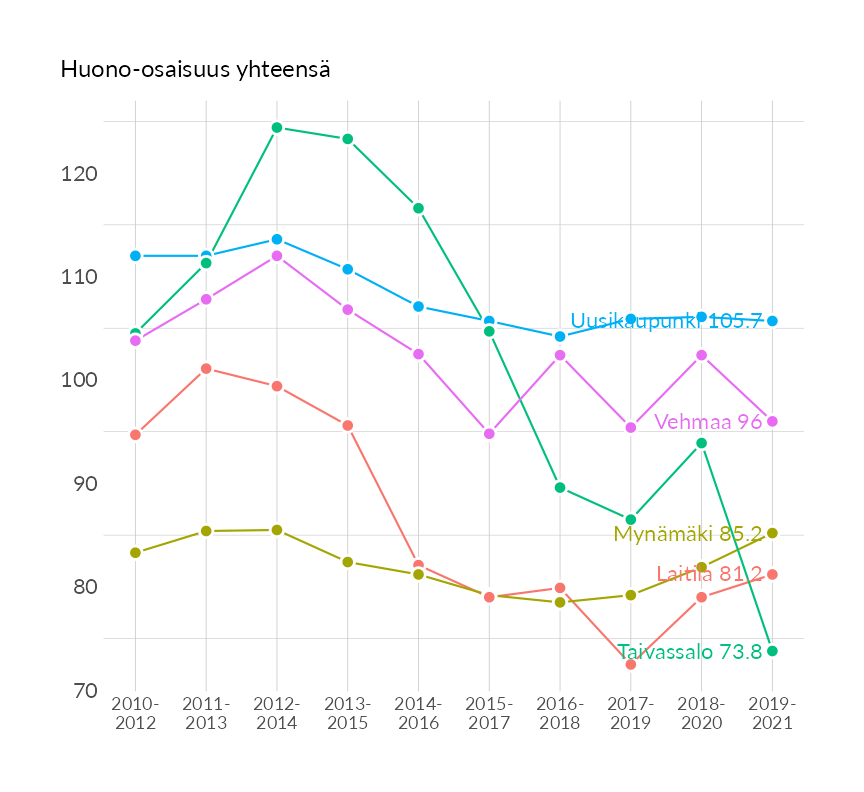 Huono-osaisuus yhteensä
120
110
100
90
80
70
Uusikaupunki 105.7
Vehmaa 96
Mynämäki 85.2
Laitila 81.2
Taivassalo 73.8
2010- 2011- 2012- 2013- 2014- 2015- 2016- 2017- 2018- 2019-
2012 2013 2014 2015 2016 2017 2018 2019 2020 2021